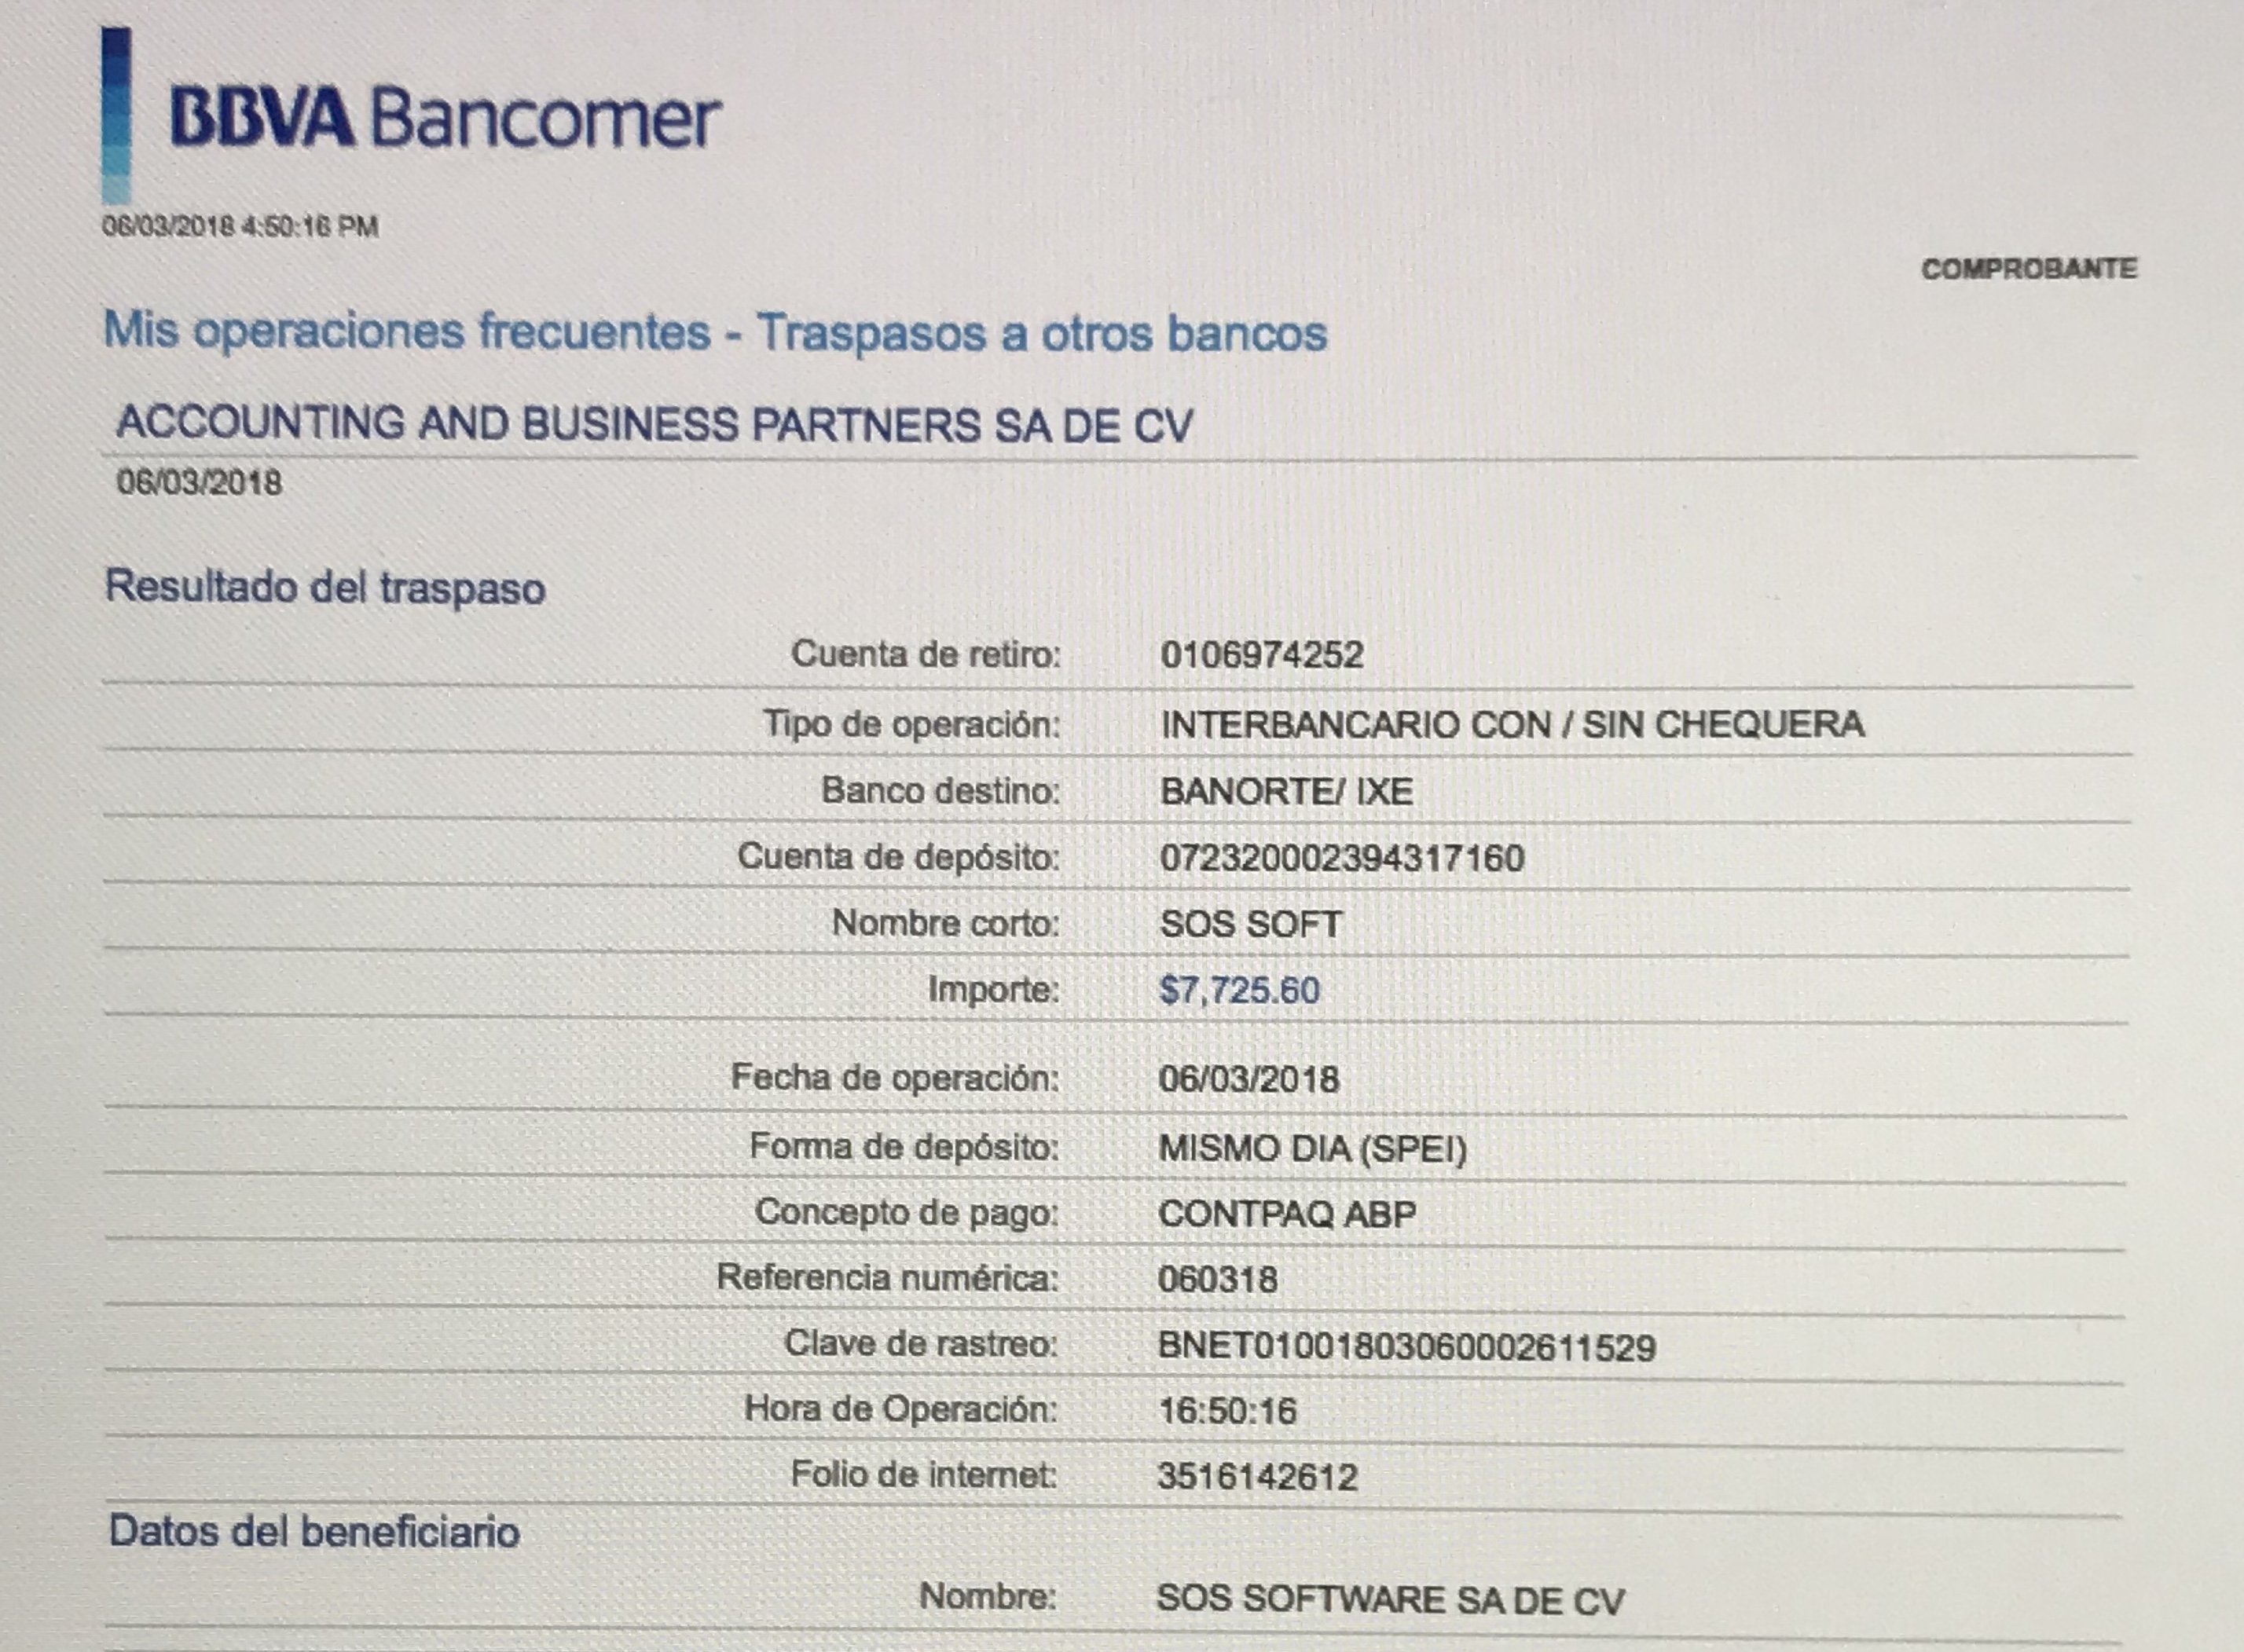 BBVA Bancomer
06/03/2018 4:50:16 PM
COMPROBANTE
Mis operaciones frecuentes - Traspasos a otros bancos
ACCOUNTING AND BUSINESS PARTNERS SA DE CV
06/03/2018
Resultado del traspaso
Cuenta de retiro: 0106974252
Tipo de operación: INTERBANCARIO CON / SIN CHEQUERA
Banco destino: BANORTE/ IXE
Cuenta de depósito: 072320002394317160
Nombre corto: SOS SOFT
Importe: $7,725.60
Fecha de operación: 06/03/2018
Forma de depósito: MISMO DIA (SPEI)
Concepto de pago: CONTPAQ ABP
Referencia numérica: 060318
Clave de rastreo: BNET01001803060002611529
Hora de Operación: 16:50:16
Folio de internet: 3516142612
Datos del beneficiario
Nombre: SOS SOFTWARE SA DE CV